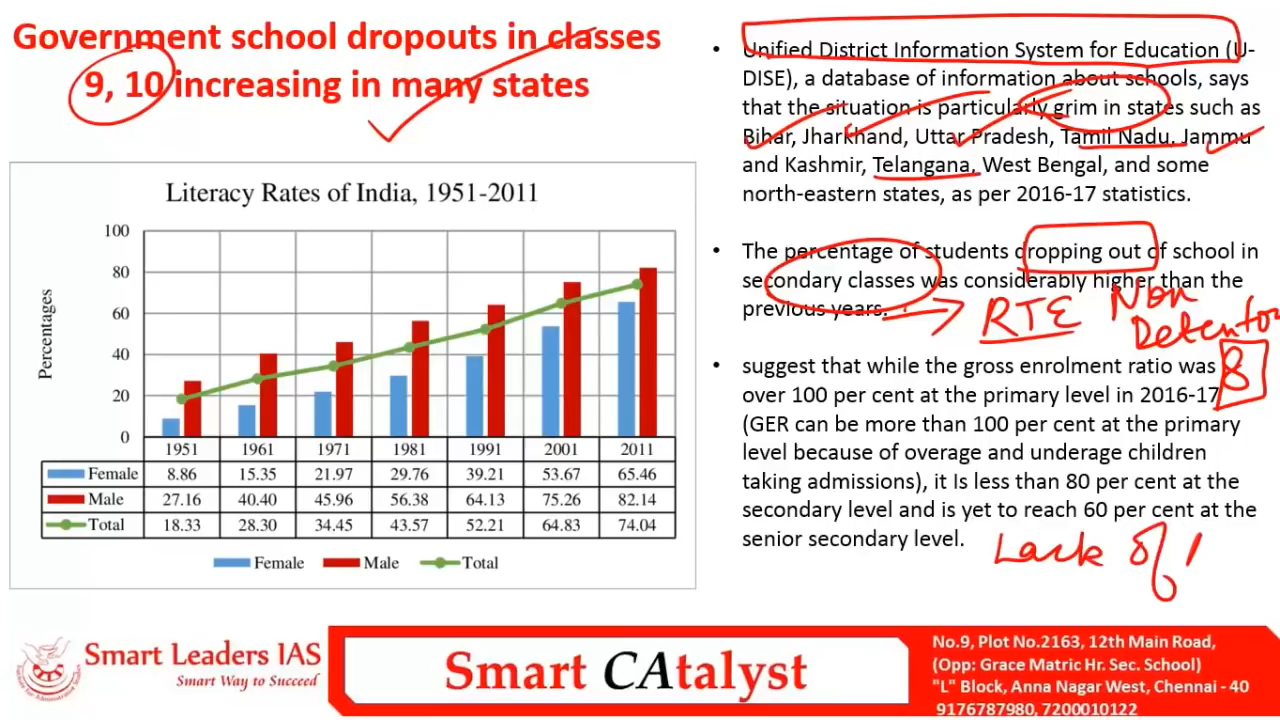 Government school dropouts in classes
9, 10 increasing in many states
Literacy Rates of India, 1951-2011
Percentages
100
80
60
40
20
0
1951 1961 1971 1981 1991 2001 2011
Female 8.86 15.35 21.97 29.76 39.21 53.67 65.46
Male 27.16 40.40 45.96 56.38 64.13 75.26 82.14
Total 18.33 28.30 34.45 43.57 52.21 64.83 74.04
Female Male Total
• Unified District Information System for Education (U-
DISE), a database of information about schools, says
that the situation is particularly grim in states such as
Bihar, Jharkhand, Uttar Pradesh, Tamil Nadu, Jammu
and Kashmir, Telangana, West Bengal, and some
north-eastern states, as per 2016-17 statistics.
• The percentage of students dropping out of school in
secondary classes was considerably higher than the
previous years.
RTE Non
Detention
8
• suggest that while the gross enrolment ratio was
over 100 per cent at the primary level in 2016-17
(GER can be more than 100 per cent at the primary
level because of overage and underage children
taking admissions), it Is less than 80 per cent at the
secondary level and is yet to reach 60 per cent at the
senior secondary level.
Lack of
Smart Leaders IAS
Smart Way to Succeed
Smart CAtalyst
No.9, Plot No.2163, 12th Main Road,
(Opp: Grace Matric Hr. Sec. School)
"L" Block, Anna Nagar West, Chennai - 40
9176787980, 7200010122